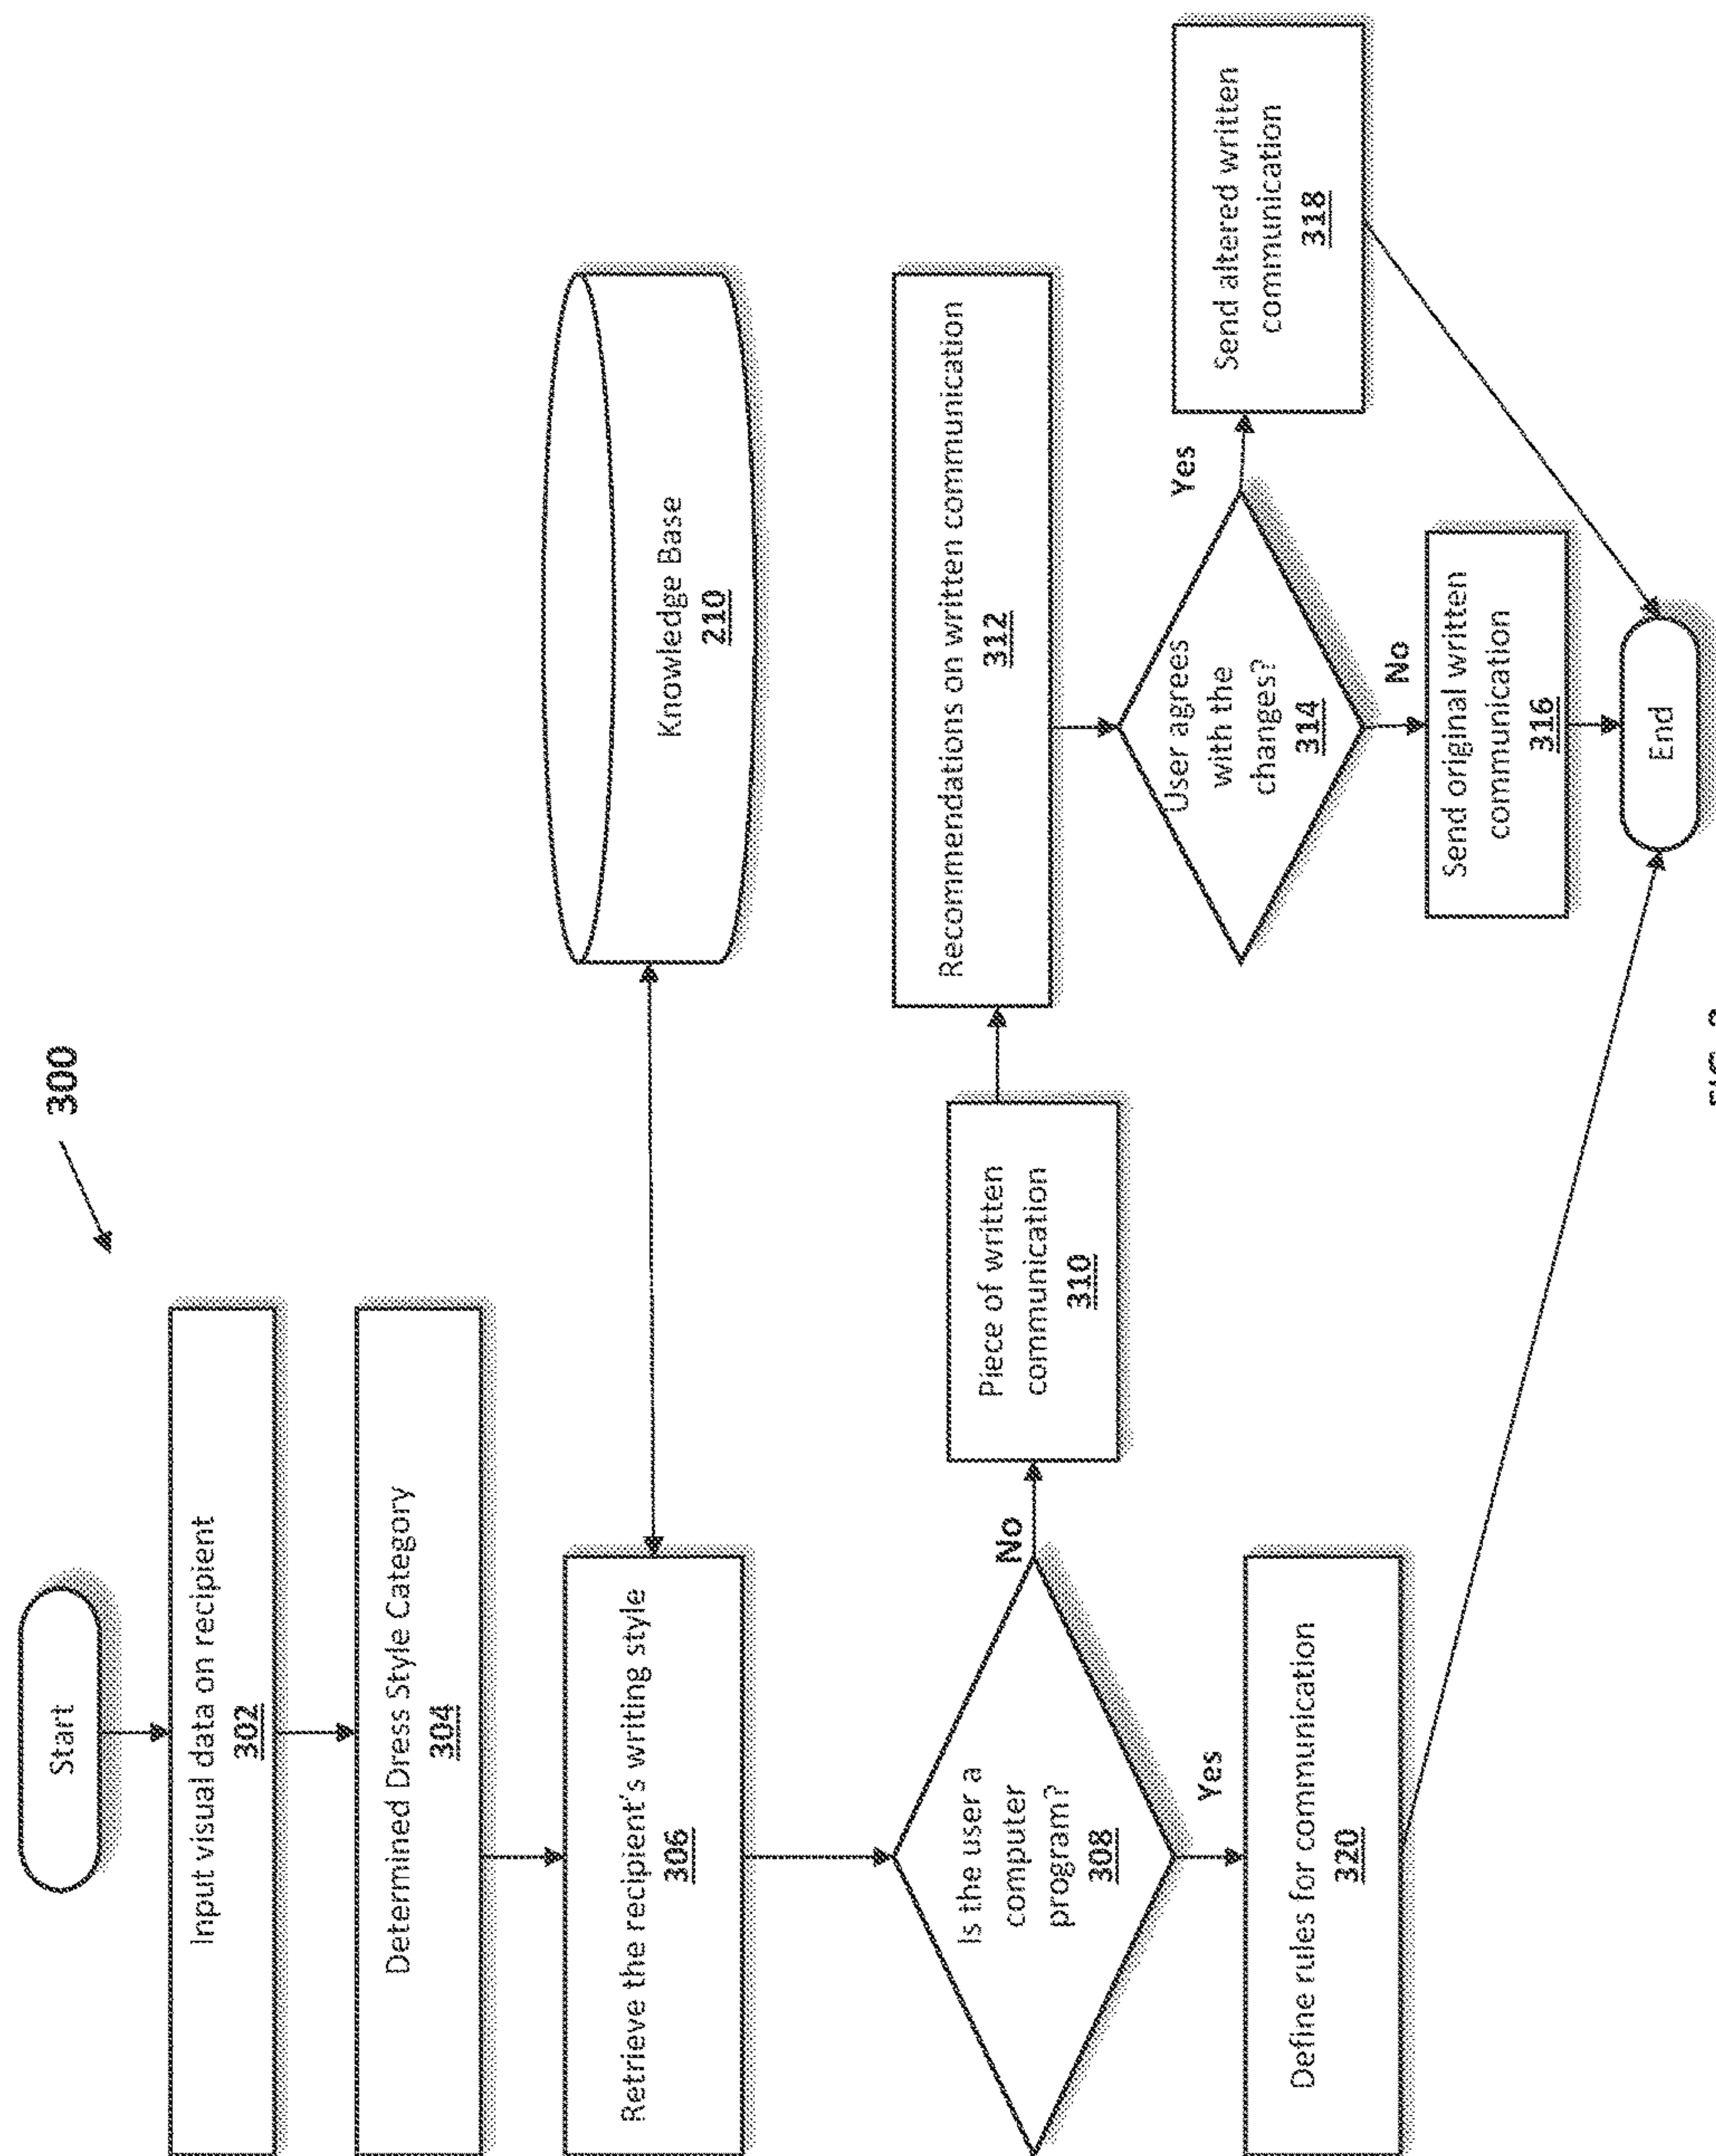 300
Start
Input visual data on recipient
302
Determined Dress Style Category
304
Retrieve the recipient's writing style
306
Knowledge Base
210
Is the user a
computer
program?
308
No
Yes
Piece of written
communication
310
Recommendations on written communication
312
User agrees
with the
changes?
314
Yes
No
Send altered written
communication
318
Send original written
communication
316
Define rules for communication
320
End